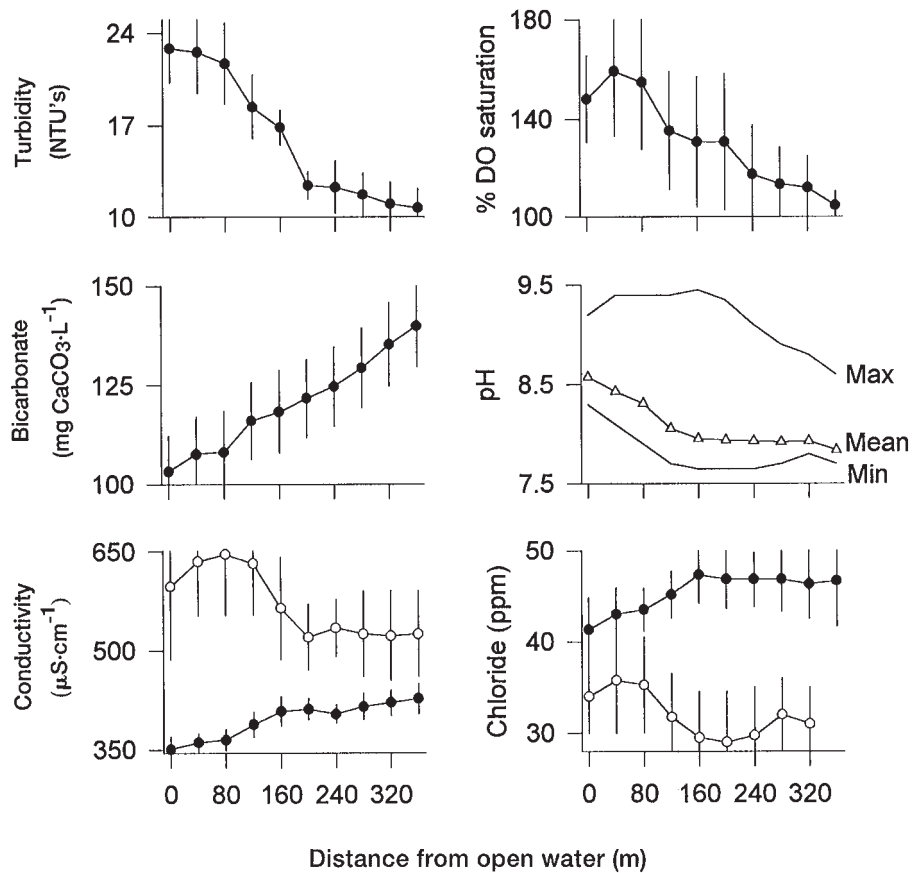 Turbidity
(NTU's)
24
17
10
% DO saturation
180
140
100
Bicarbonate
(mg CaCO3·L⁻¹)
150
125
100
pH
9.5
8.5
7.5
Max
Mean
Min
Conductivity
(µS·cm⁻¹)
650
500
350
0 80 160 240 320
Chloride (ppm)
50
40
30
0 80 160 240 320
Distance from open water (m)